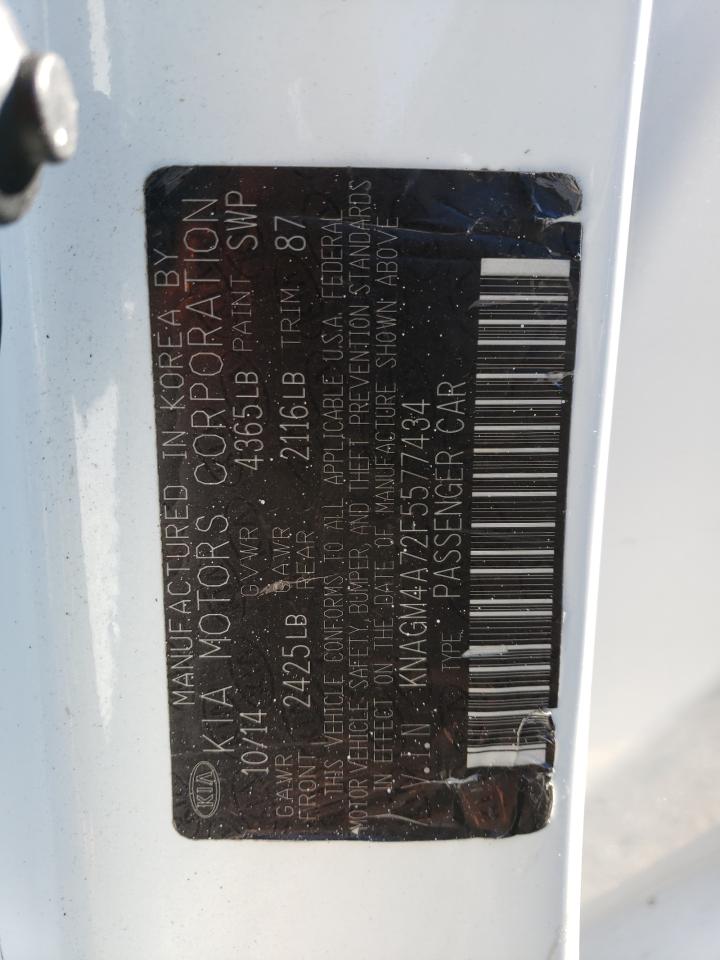 MANUFACTURED IN KOREA BY
KIA KIA MOTORS CORPORATION
10/14 GVWR 4365LB PAINT SWP
GAWR FRONT 2425LB GAWR REAR 2116LB TRIM 87
THIS VEHICLE CONFORMS TO ALL APPLICABLE U.S.A. FEDERAL
MOTOR VEHICLE SAFETY, BUMPER, AND THEFT PREVENTION STANDARDS
IN EFFECT ON THE DATE OF MANUFACTURE SHOWN ABOVE
V.I.N KNAGM4A72F5577434
TYPE PASSENGER CAR